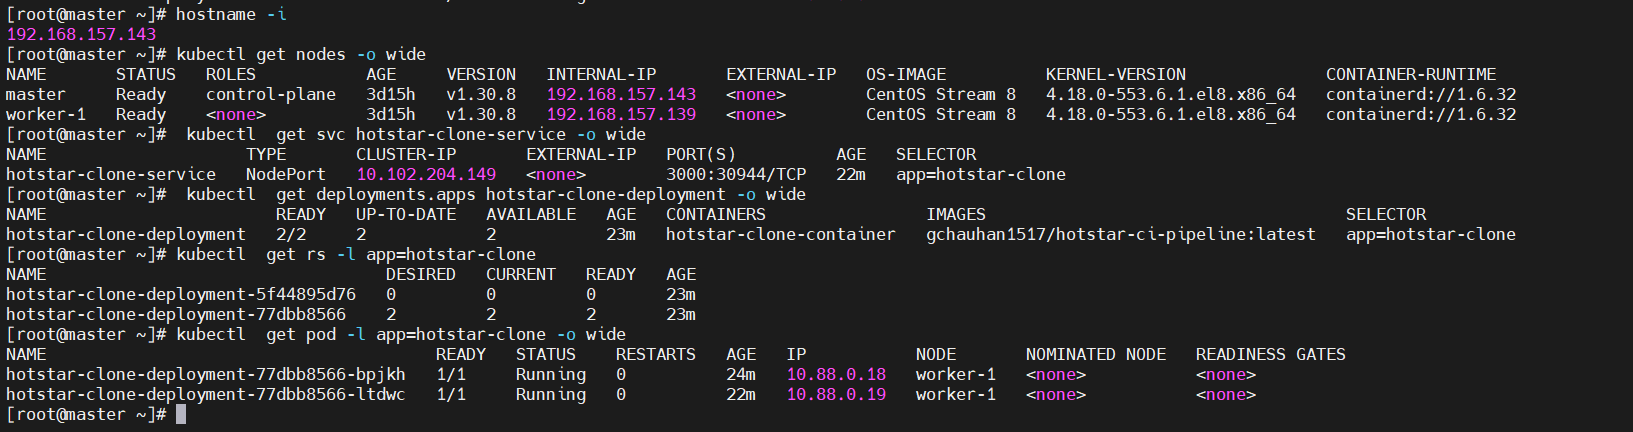 [root@master ~]# hostname -i
192.168.157.143
[root@master ~]# kubectl get nodes -o wide
NAME       STATUS   ROLES           AGE     VERSION   INTERNAL-IP       EXTERNAL-IP   OS-IMAGE          KERNEL-VERSION              CONTAINER-RUNTIME
master     Ready    control-plane   3d15h   v1.30.8   192.168.157.143   <none>        CentOS Stream 8   4.18.0-553.6.1.el8.x86_64   containerd://1.6.32
worker-1   Ready    <none>          3d15h   v1.30.8   192.168.157.139   <none>        CentOS Stream 8   4.18.0-553.6.1.el8.x86_64   containerd://1.6.32
[root@master ~]#  kubectl  get svc hotstar-clone-service -o wide
NAME                    TYPE       CLUSTER-IP       EXTERNAL-IP   PORT(S)          AGE   SELECTOR
hotstar-clone-service   NodePort   10.102.204.149   <none>        3000:30944/TCP   22m   app=hotstar-clone
[root@master ~]#  kubectl  get deployments.apps hotstar-clone-deployment -o wide
NAME                       READY   UP-TO-DATE   AVAILABLE   AGE   CONTAINERS                IMAGES                                    SELECTOR
hotstar-clone-deployment   2/2     2            2           23m   hotstar-clone-container   gchauhan1517/hotstar-ci-pipeline:latest   app=hotstar-clone
[root@master ~]# kubectl  get rs -l app=hotstar-clone
NAME                                  DESIRED   CURRENT   READY   AGE
hotstar-clone-deployment-5f44895d76   0         0         0       23m
hotstar-clone-deployment-77dbb8566    2         2         2       23m
[root@master ~]# kubectl  get pod -l app=hotstar-clone -o wide
NAME                                       READY   STATUS    RESTARTS   AGE   IP           NODE       NOMINATED NODE   READINESS GATES
hotstar-clone-deployment-77dbb8566-bpjkh   1/1     Running   0          24m   10.88.0.18   worker-1   <none>           <none>
hotstar-clone-deployment-77dbb8566-ltdwc   1/1     Running   0          22m   10.88.0.19   worker-1   <none>           <none>
[root@master ~]#